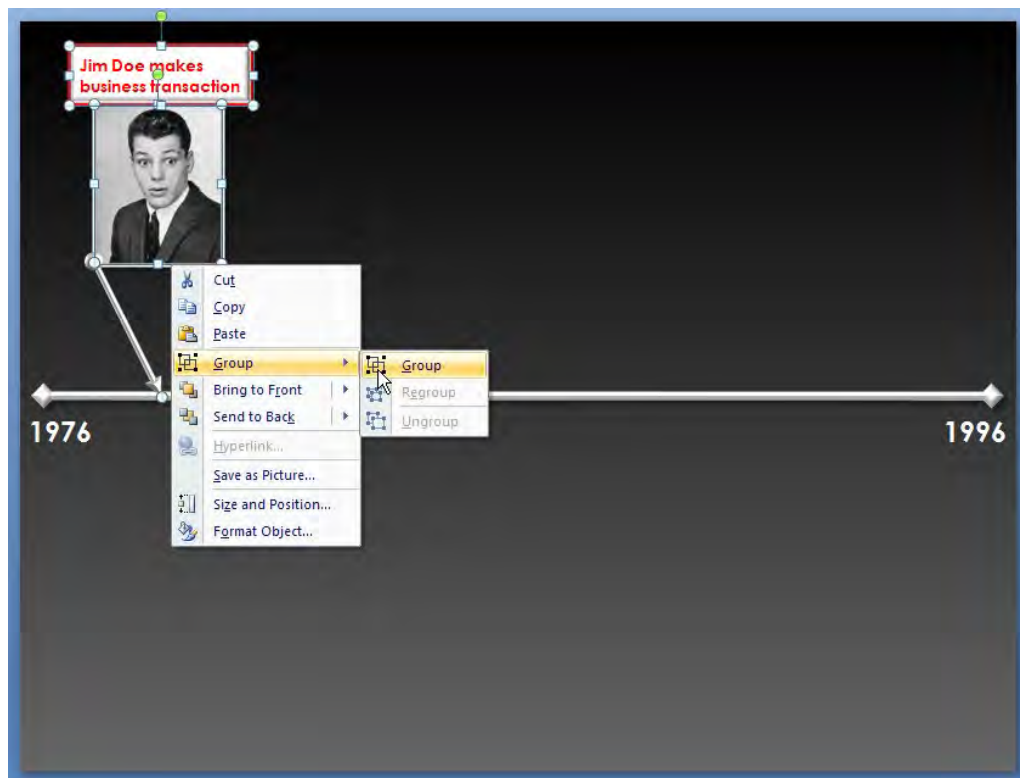 Jim Doe makes
business transaction
Cut
Copy
Paste
Group
Group
Bring to Front
Regroup
Send to Back
Ungroup
1976
1996
Hyperlink...
Save as Picture...
Size and Position...
Format Object...